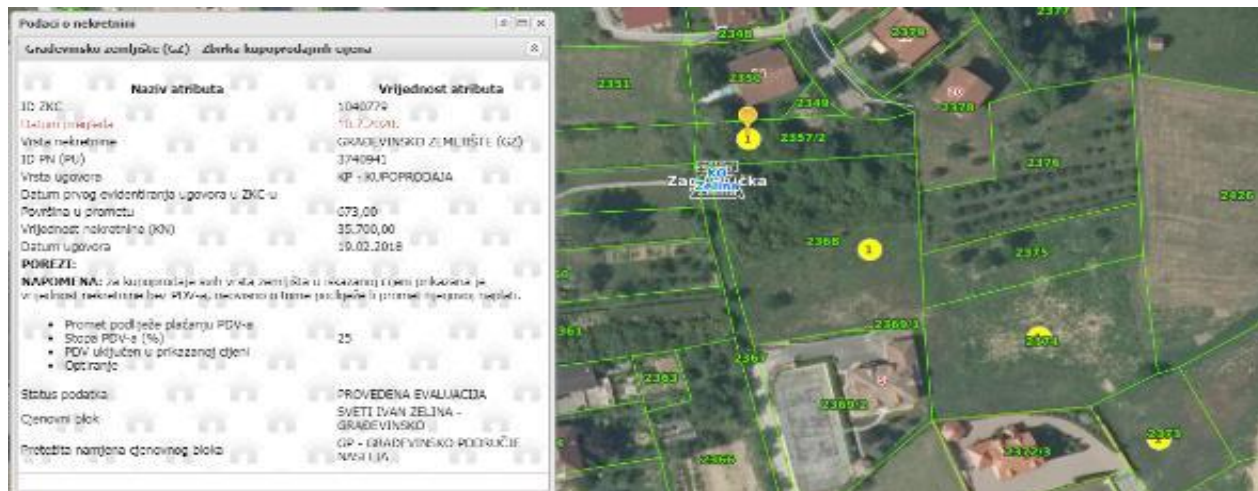 Podaci o nekretnini
Građevinsko zemljište (GZ) - Zbirka kupoprodajnih cijena
Naziv atributa Vrijednost atributa
ID ZKC 1040779
Datum pregleda
Vrsta nekretnine GRAĐEVINSKO ZEMLJIŠTE (GZ)
ID PN (PU) 3740941
Vrsta ugovora KP - KUPOPRODAJA
Datum prvog evidentiranja ugovora u ZKC-u
Površina u prometu 673,00
Vrijednost nekretnine (KN) 35.700,00
Datum ugovora 19.02.2018
POREZI:
NAPOMENA: za kupoprodaje svih vrsta zemljišta u iskazanoj cijeni prikazana je
vrijednost nekretnine bez PDV-a, neovisno o tome podliježe li promet njegovoj naplati.
• Promet podliježe plaćanju PDV-a
• Stopa PDV-a (%) 25
• PDV uključen u prikazanoj cijeni
• Optiranje
Status podatka PROVEDENA EVALUACIJA
Cjenovni blok SVETI IVAN ZELINA -
GRAĐEVINSKO
Pretežita namjena cjenovnog bloka GP - GRAĐEVINSKO PODRUČJE
NASELJA
2377
2348
2379
2351
2350
2349
2378
1
2357/2
2376
KO
Zelina
2426
2368
1
2375
2361
2369/1
2367
2374
2363
2369/2
2373
2366
2372/3